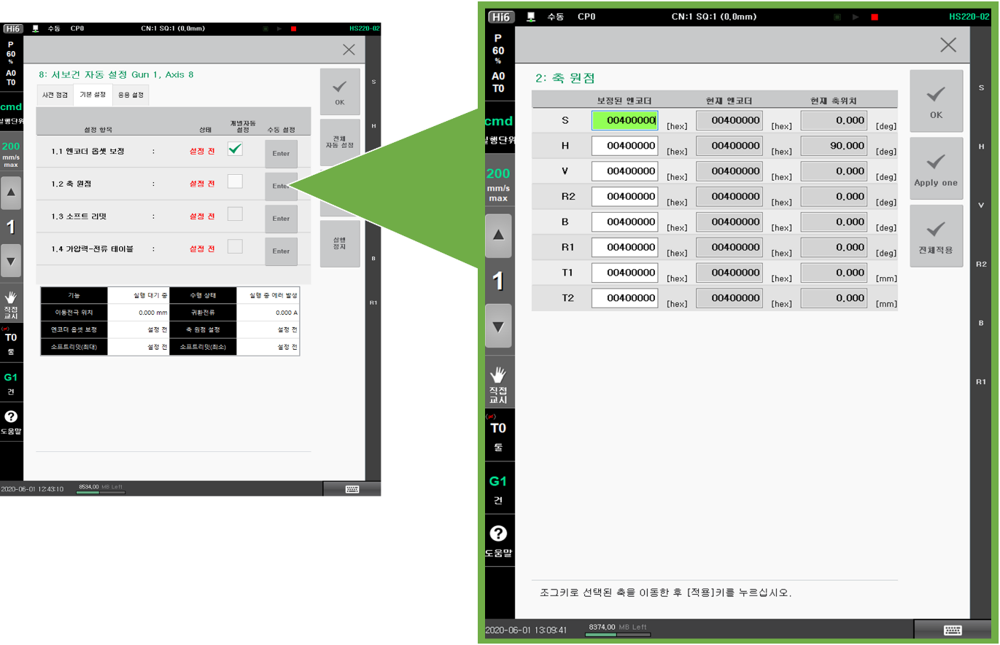 Hi6 수동 CP0 CN:1 SQ:1 (0,0mm) HS220-02
P
60
%
A0
T0
cmd
실행단위
200
mm/s
max
1
직접
교시
T0
툴
G1
건
도움말
8: 서보건 자동 설정 Gun 1, Axis 8
사전 점검 기본 설정 응용 설정
설정 항목 상태 개별자동 설정 수동 설정
1.1 엔코더 옵셋 보정 : 설정 전 Enter
1.2 축 원점 : 설정 전 Enter
1.3 소프트 리밋 : 설정 전 Enter
1.4 가압력-전류 테이블 : 설정 전 Enter
기능 실행 대기 중 수행 상태 실행 중 에러 발생
이동전극 위치 0.000 mm 귀환전류 0.000 A
엔코더 옵셋 보정 설정 전 축 원점 설정 설정 전
소프트리밋(최대) 설정 전 소프트리밋(최소) 설정 전
OK
전체
자동 설정
실행
정지
S
H
B
R1
2020-06-01 12:43:10 8534,00 MB Left
Hi6 수동 CP0 CN:1 SQ:1 (0,0mm) HS220-02
P
60
%
A0
T0
cmd
실행단위
200
mm/s
max
1
직접
교시
T0
툴
G1
건
도움말
2: 축 원점
보정된 엔코더 현재 엔코더 현재 축위치
S 00400000 [hex] 00400000 [hex] 0,000 [deg]
H 00400000 [hex] 00400000 [hex] 90,000 [deg]
V 00400000 [hex] 00400000 [hex] 0,000 [deg]
R2 00400000 [hex] 00400000 [hex] 0,000 [deg]
B 00400000 [hex] 00400000 [hex] 0,000 [deg]
R1 00400000 [hex] 00400000 [hex] 0,000 [deg]
T1 00400000 [hex] 00400000 [hex] 0,000 [mm]
T2 00400000 [hex] 00400000 [hex] 0,000 [mm]
OK
Apply one
전체적용
S
H
V
R2
B
R1
조그키로 선택된 축을 이동한 후 [적용]키를 누르십시오.
2020-06-01 13:09:41 8374,00 MB Left